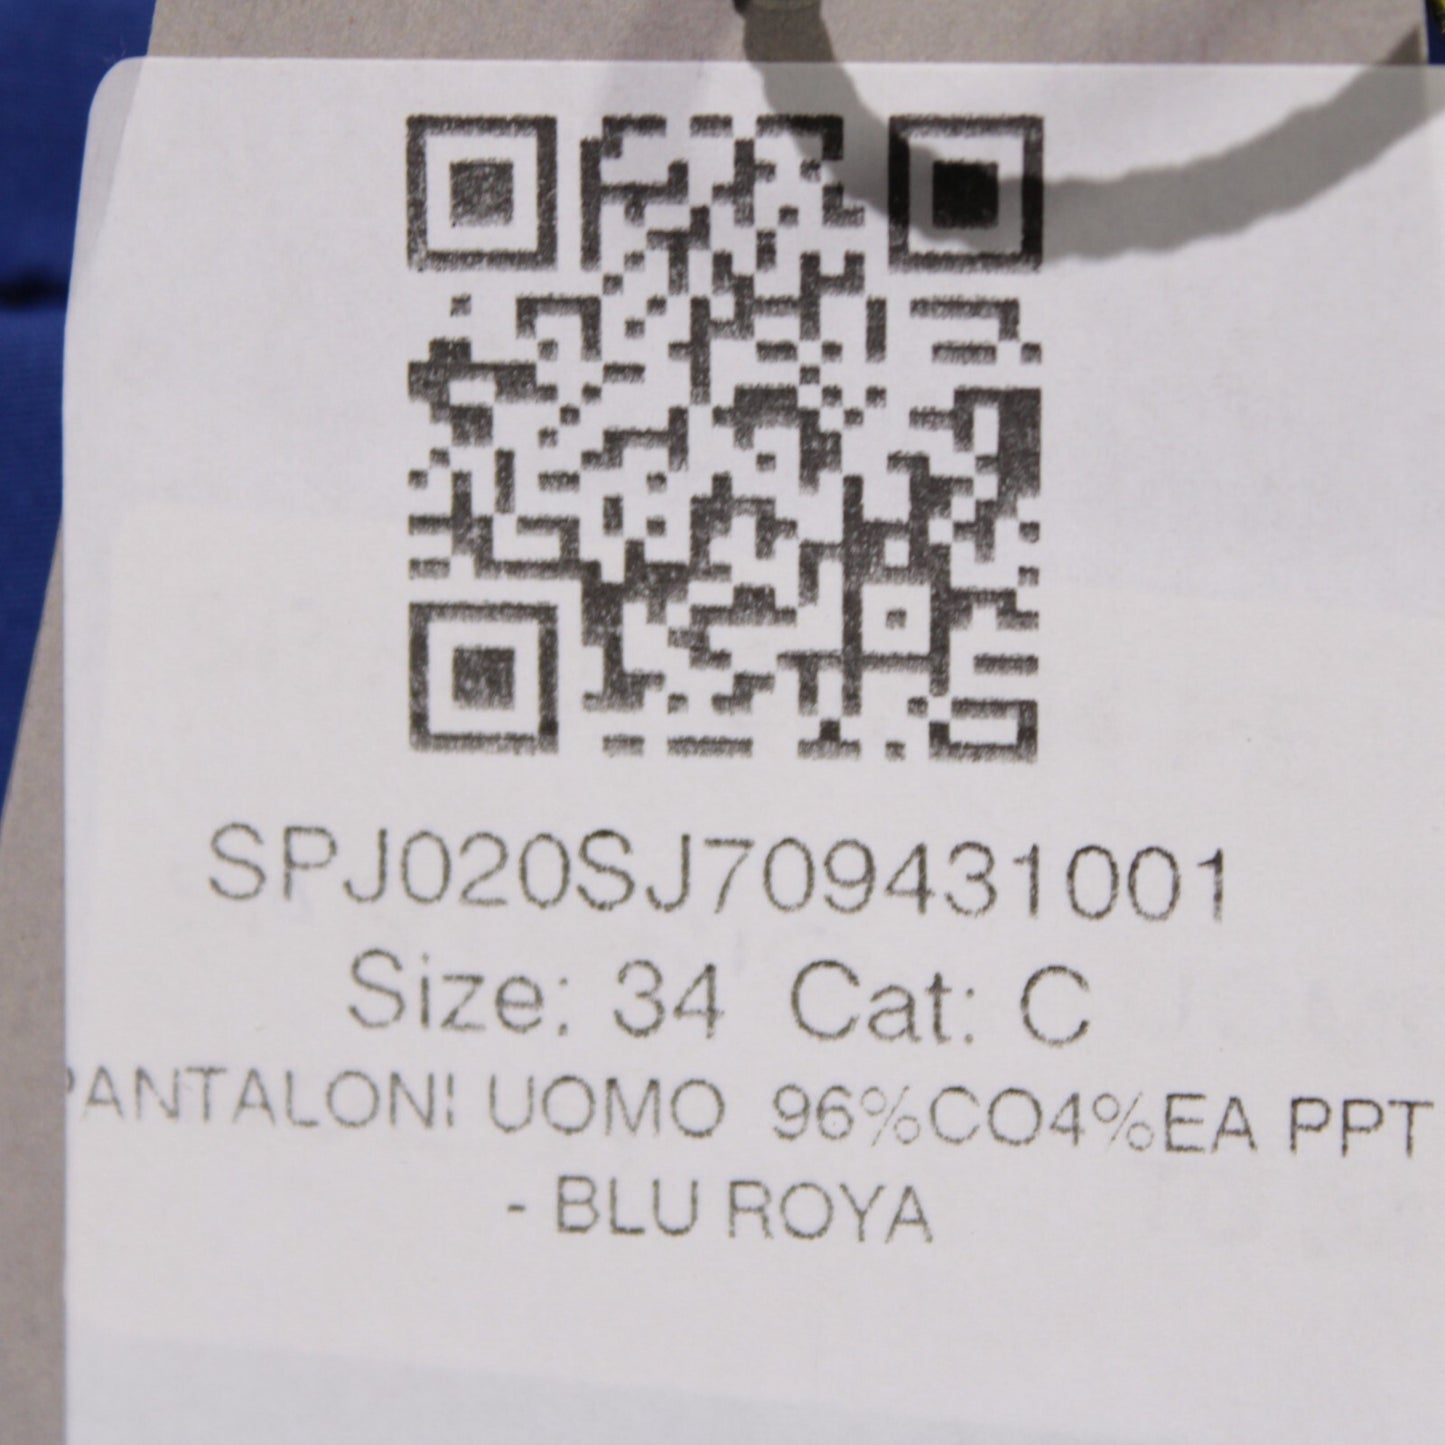 SPJ020SJ709431001
Size: 34 Cat: C
PANTALONI UOMO 96%CO4%EA PPT
- BLU ROYA